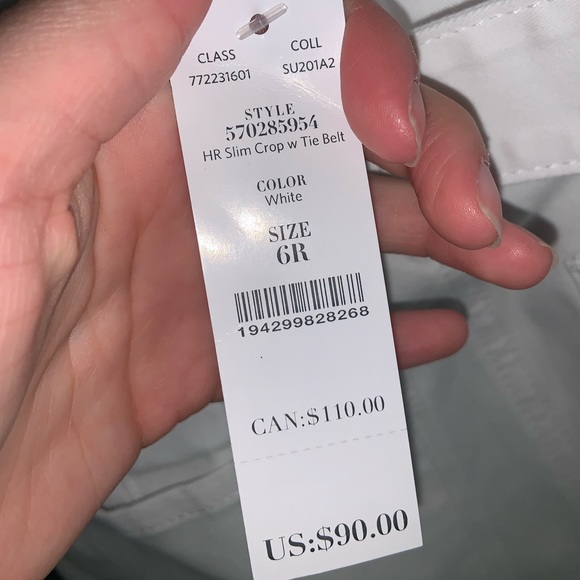 CLASS COLL
772231601 SU201A2
STYLE
570285954
HR Slim Crop w Tie Belt
COLOR
White
SIZE
6R
194299828268
CAN:$110.00
US:$90.00